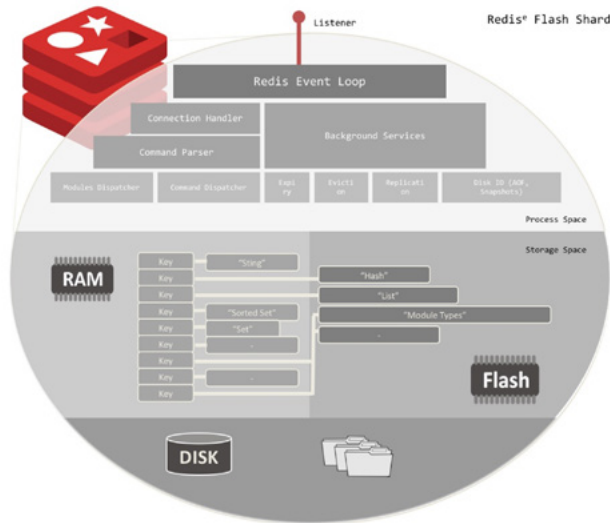 Listener
Redisᵉ Flash Shard
Redis Event Loop
Connection Handler
Background Services
Command Parser
Modules Dispatcher
Command Dispatcher
Expi
ry
Evicti
on
Replicati
on
Disk IO (AOF,
Snapshots)
Process Space
Storage Space
RAM
Key
"Sting"
Key
"Hash"
Key
"List"
Key
"Sorted Set"
"Module Types"
Key
"Set"
Key
-
-
Key
Key
-
Key
Flash
DISK